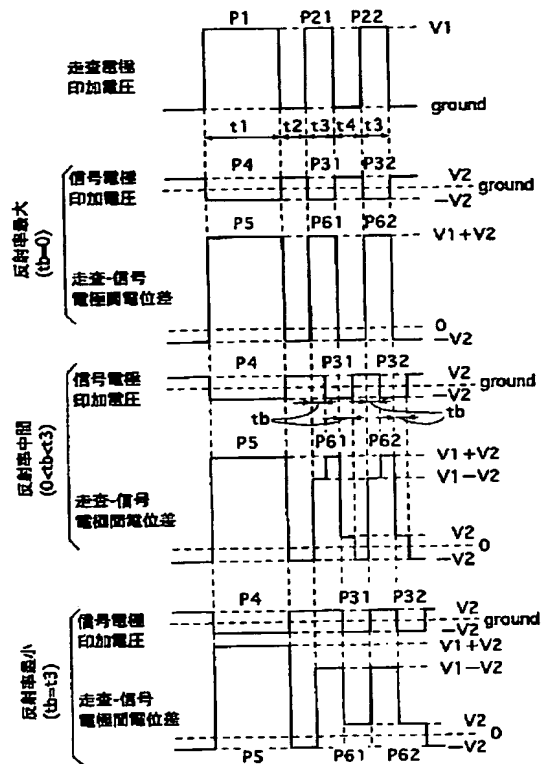 P1 P21 P22
V1
走査電極
印加電圧
ground
t1 t2 t3 t4 t3
反射率最大
(tb=0)
P4 P31 P32
信号電極
印加電圧
V2
ground
−V2
P5 P61 P62
V1+V2
走査-信号
電極間電位差
0
−V2
反射率中間
(0<tb<t3)
P4 P31 P32
信号電極
印加電圧
V2
ground
−V2
tb tb
P5 P61 P62
V1+V2
V1−V2
走査-信号
電極間電位差
V2
0
−V2
反射率最小
(tb=t3)
P4 P31 P32
信号電極
印加電圧
V2
ground
−V2
V1+V2
V1−V2
走査-信号
電極間電位差
V2
0
−V2
P5 P61 P62